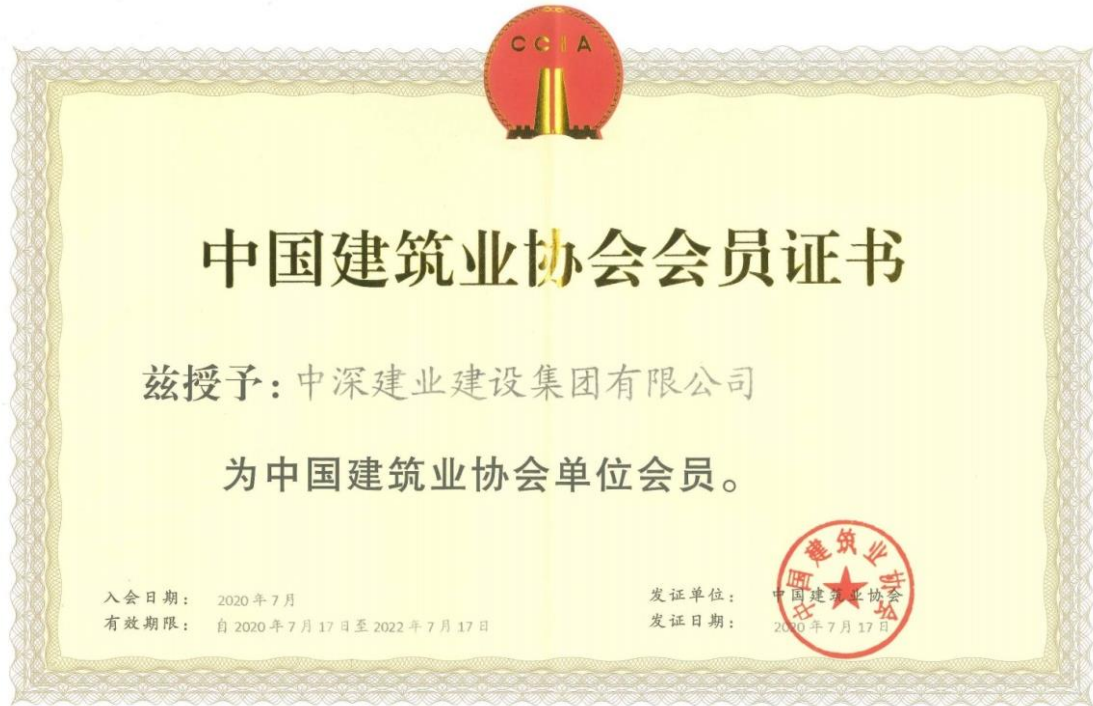 CCIA
中国建筑业协会会员证书
兹授予：中深建业建设集团有限公司
为中国建筑业协会单位会员。
入会日期： 2020年7月
有效期限： 自2020年7月17日至2022年7月17日
发证单位： 中国建筑业协会
发证日期： 2020年7月17日
中国建筑业协会